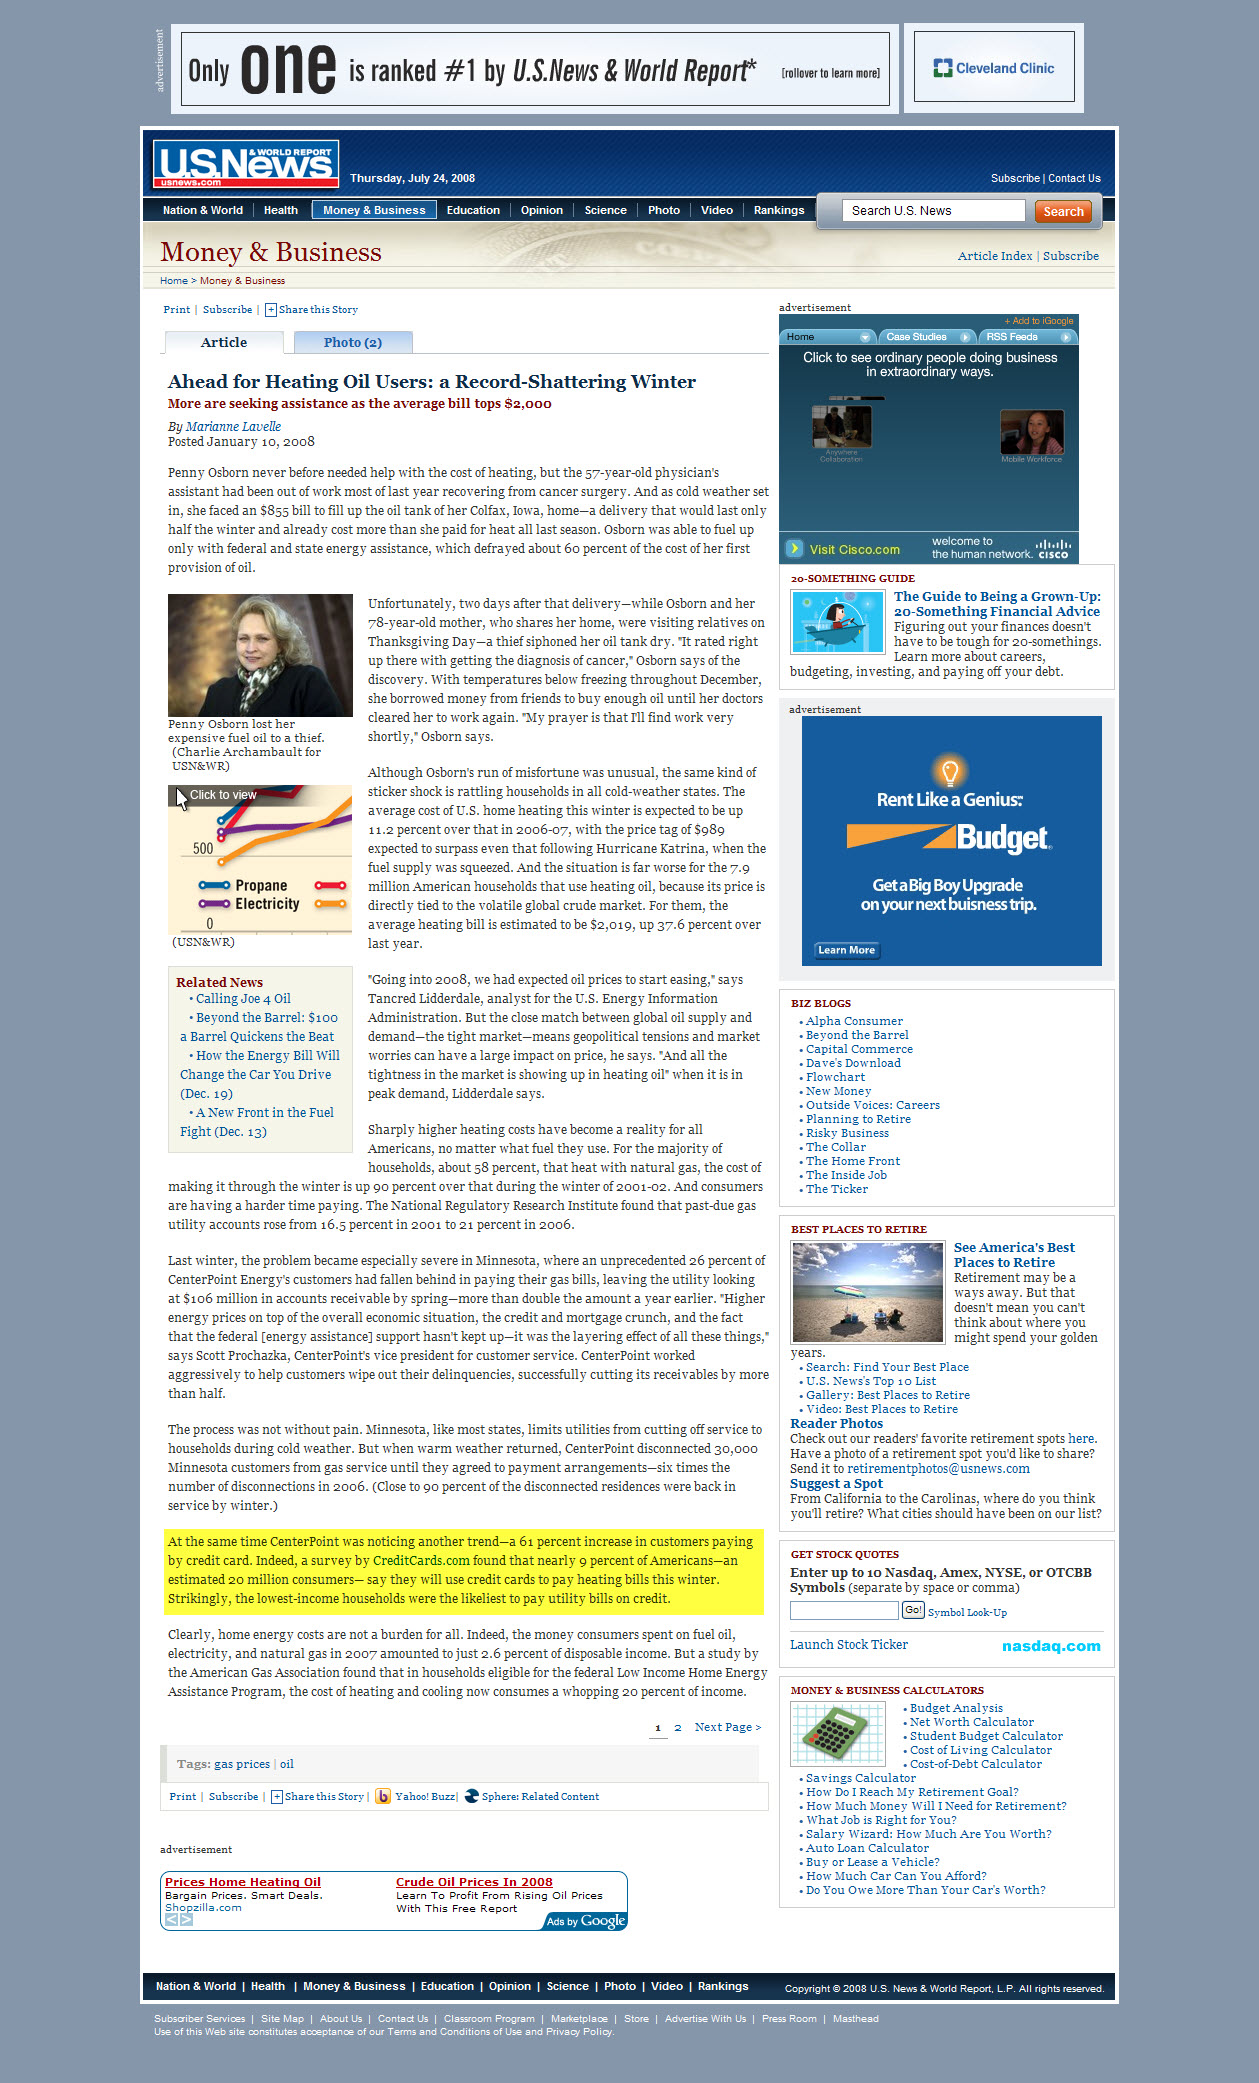 advertisement
Only one is ranked #1 by U.S.News & World Report* [rollover to learn more]
Cleveland Clinic
U.S.News & WORLD REPORT
usnews.com
Thursday, July 24, 2008
Subscribe | Contact Us
Nation & World | Health | Money & Business | Education | Opinion | Science | Photo | Video | Rankings
Search U.S. News Search
Money & Business
Article Index | Subscribe
Home > Money & Business
Print | Subscribe | + Share this Story
Article Photo (2)
Ahead for Heating Oil Users: a Record-Shattering Winter
More are seeking assistance as the average bill tops $2,000
By Marianne Lavelle
Posted January 10, 2008
Penny Osborn never before needed help with the cost of heating, but the 57-year-old physician's
assistant had been out of work most of last year recovering from cancer surgery. And as cold weather set
in, she faced an $855 bill to fill up the oil tank of her Colfax, Iowa, home—a delivery that would last only
half the winter and already cost more than she paid for heat all last season. Osborn was able to fuel up
only with federal and state energy assistance, which defrayed about 60 percent of the cost of her first
provision of oil.
Penny Osborn lost her
expensive fuel oil to a thief.
(Charlie Archambault for
USN&WR)
Click to view
500
Propane
Electricity
0
(USN&WR)
Related News
• Calling Joe 4 Oil
• Beyond the Barrel: $100
a Barrel Quickens the Beat
• How the Energy Bill Will
Change the Car You Drive
(Dec. 19)
• A New Front in the Fuel
Fight (Dec. 13)
Unfortunately, two days after that delivery—while Osborn and her
78-year-old mother, who shares her home, were visiting relatives on
Thanksgiving Day—a thief siphoned her oil tank dry. "It rated right
up there with getting the diagnosis of cancer," Osborn says of the
discovery. With temperatures below freezing throughout December,
she borrowed money from friends to buy enough oil until her doctors
cleared her to work again. "My prayer is that I'll find work very
shortly," Osborn says.
Although Osborn's run of misfortune was unusual, the same kind of
sticker shock is rattling households in all cold-weather states. The
average cost of U.S. home heating this winter is expected to be up
11.2 percent over that in 2006-07, with the price tag of $989
expected to surpass even that following Hurricane Katrina, when the
fuel supply was squeezed. And the situation is far worse for the 7.9
million American households that use heating oil, because its price is
directly tied to the volatile global crude market. For them, the
average heating bill is estimated to be $2,019, up 37.6 percent over
last year.
"Going into 2008, we had expected oil prices to start easing," says
Tancred Lidderdale, analyst for the U.S. Energy Information
Administration. But the close match between global oil supply and
demand—the tight market—means geopolitical tensions and market
worries can have a large impact on price, he says. "And all the
tightness in the market is showing up in heating oil" when it is in
peak demand, Lidderdale says.
Sharply higher heating costs have become a reality for all
Americans, no matter what fuel they use. For the majority of
households, about 58 percent, that heat with natural gas, the cost of
making it through the winter is up 90 percent over that during the winter of 2001-02. And consumers
are having a harder time paying. The National Regulatory Research Institute found that past-due gas
utility accounts rose from 16.5 percent in 2001 to 21 percent in 2006.
Last winter, the problem became especially severe in Minnesota, where an unprecedented 26 percent of
CenterPoint Energy's customers had fallen behind in paying their gas bills, leaving the utility looking
at $106 million in accounts receivable by spring—more than double the amount a year earlier. "Higher
energy prices on top of the overall economic situation, the credit and mortgage crunch, and the fact
that the federal [energy assistance] support hasn't kept up—it was the layering effect of all these things,"
says Scott Prochazka, CenterPoint's vice president for customer service. CenterPoint worked
aggressively to help customers wipe out their delinquencies, successfully cutting its receivables by more
than half.
The process was not without pain. Minnesota, like most states, limits utilities from cutting off service to
households during cold weather. But when warm weather returned, CenterPoint disconnected 30,000
Minnesota customers from gas service until they agreed to payment arrangements—six times the
number of disconnections in 2006. (Close to 90 percent of the disconnected residences were back in
service by winter.)
At the same time CenterPoint was noticing another trend—a 61 percent increase in customers paying
by credit card. Indeed, a survey by CreditCards.com found that nearly 9 percent of Americans—an
estimated 20 million consumers— say they will use credit cards to pay heating bills this winter.
Strikingly, the lowest-income households were the likeliest to pay utility bills on credit.
Clearly, home energy costs are not a burden for all. Indeed, the money consumers spent on fuel oil,
electricity, and natural gas in 2007 amounted to just 2.6 percent of disposable income. But a study by
the American Gas Association found that in households eligible for the federal Low Income Home Energy
Assistance Program, the cost of heating and cooling now consumes a whopping 20 percent of income.
1 2 Next Page >
Tags: gas prices | oil
Print | Subscribe | + Share this Story | Yahoo! Buzz | Sphere: Related Content
advertisement
Prices Home Heating Oil
Bargain Prices. Smart Deals.
Shopzilla.com
Crude Oil Prices In 2008
Learn To Profit From Rising Oil Prices
With This Free Report
Ads by Google
advertisement
+ Add to iGoogle
Home Case Studies RSS Feeds
Click to see ordinary people doing business
in extraordinary ways.
Anywhere
Collaboration
Mobile Workforce
Visit Cisco.com
welcome to
the human network.
CISCO
20-SOMETHING GUIDE
The Guide to Being a Grown-Up:
20-Something Financial Advice
Figuring out your finances doesn't
have to be tough for 20-somethings.
Learn more about careers,
budgeting, investing, and paying off your debt.
advertisement
Rent Like a Genius.
Budget
Get a Big Boy Upgrade
on your next buisness trip.
Learn More
BIZ BLOGS
• Alpha Consumer
• Beyond the Barrel
• Capital Commerce
• Dave's Download
• Flowchart
• New Money
• Outside Voices: Careers
• Planning to Retire
• Risky Business
• The Collar
• The Home Front
• The Inside Job
• The Ticker
BEST PLACES TO RETIRE
See America's Best
Places to Retire
Retirement may be a
ways away. But that
doesn't mean you can't
think about where you
might spend your golden
years.
• Search: Find Your Best Place
• U.S. News's Top 10 List
• Gallery: Best Places to Retire
• Video: Best Places to Retire
Reader Photos
Check out our readers' favorite retirement spots here.
Have a photo of a retirement spot you'd like to share?
Send it to retirementphotos@usnews.com
Suggest a Spot
From California to the Carolinas, where do you think
you'll retire? What cities should have been on our list?
GET STOCK QUOTES
Enter up to 10 Nasdaq, Amex, NYSE, or OTCBB
Symbols (separate by space or comma)
Go! Symbol Look-Up
Launch Stock Ticker
nasdaq.com
MONEY & BUSINESS CALCULATORS
• Budget Analysis
• Net Worth Calculator
• Student Budget Calculator
• Cost of Living Calculator
• Cost-of-Debt Calculator
• Savings Calculator
• How Do I Reach My Retirement Goal?
• How Much Money Will I Need for Retirement?
• What Job is Right for You?
• Salary Wizard: How Much Are You Worth?
• Auto Loan Calculator
• Buy or Lease a Vehicle?
• How Much Car Can You Afford?
• Do You Owe More Than Your Car's Worth?
Nation & World | Health | Money & Business | Education | Opinion | Science | Photo | Video | Rankings
Copyright © 2008 U.S. News & World Report, L.P. All rights reserved.
Subscriber Services | Site Map | About Us | Contact Us | Classroom Program | Marketplace | Store | Advertise With Us | Press Room | Masthead
Use of this Web site constitutes acceptance of our Terms and Conditions of Use and Privacy Policy.